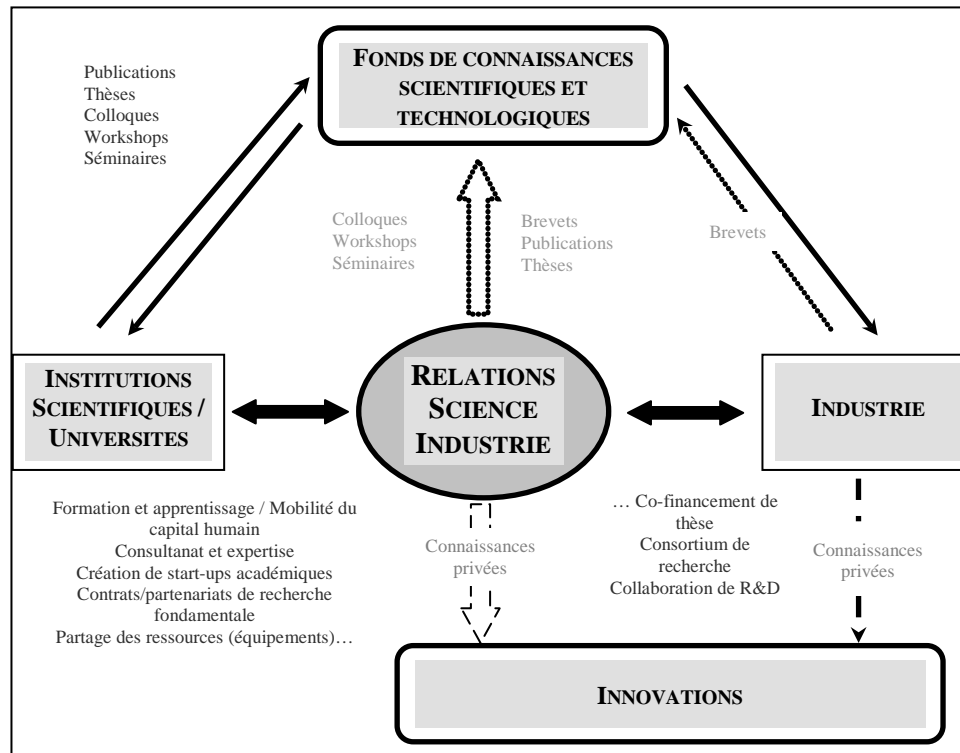 Publications
Thèses
Colloques
Workshops
Séminaires
FONDS DE CONNAISSANCES
SCIENTIFIQUES ET
TECHNOLOGIQUES
Colloques
Workshops
Séminaires
Brevets
Publications
Thèses
Brevets
INSTITUTIONS
SCIENTIFIQUES /
UNIVERSITES
RELATIONS
SCIENCE
INDUSTRIE
INDUSTRIE
Formation et apprentissage / Mobilité du
capital humain
Consultanat et expertise
Création de start-ups académiques
Contrats/partenariats de recherche
fondamentale
Partage des ressources (équipements)…
Connaissances
privées
… Co-financement de
thèse
Consortium de
recherche
Collaboration de R&D
Connaissances
privées
INNOVATIONS